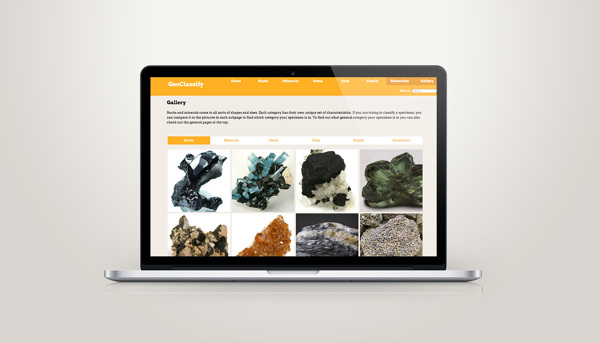 GeoClassify
Home Rocks Minerals Gems Fossils Resources Gallery
Search
Gallery
Rocks and minerals come in all sorts of shapes and sizes. Each category has their own unique set of characteristics. If you are trying to classify a specimen, you
can compare it to the pictures in each subpage to find which category your specimen is in. To find out what general category your specimen is in you can also
check out the general pages at the top.
Rocks Minerals Gems Fossils Resources